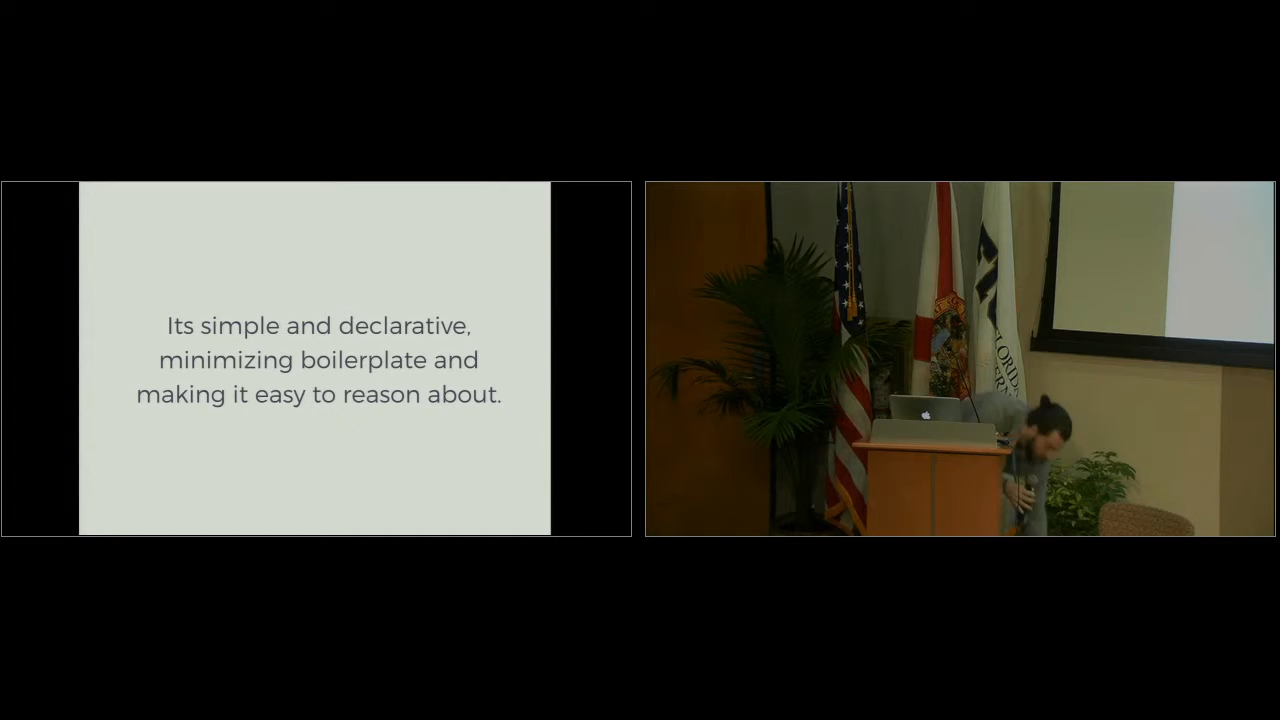 Its simple and declarative,
minimizing boilerplate and
making it easy to reason about.